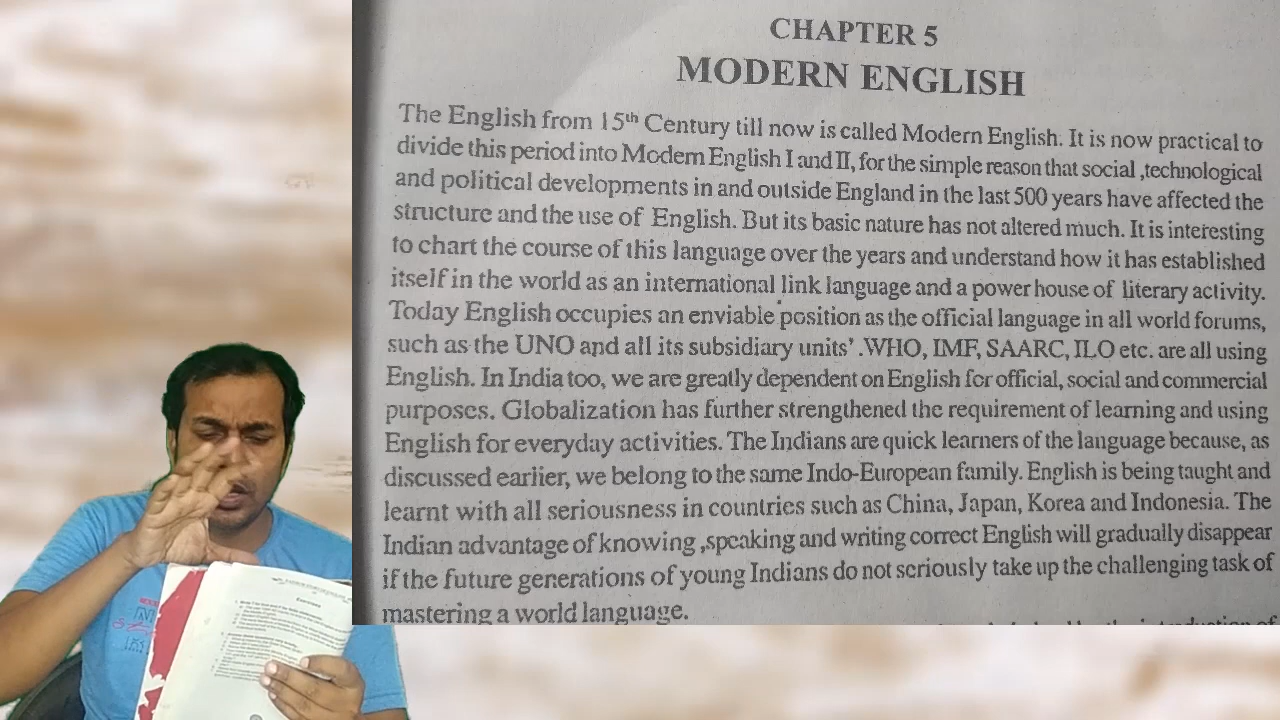 CHAPTER 5
MODERN ENGLISH
The English from 15th Century till now is called Modern English. It is now practical to
divide this period into Modern English I and II, for the simple reason that social ,technological
and political developments in and outside England in the last 500 years have affected the
structure and the use of English. But its basic nature has not altered much. It is interesting
to chart the course of this language over the years and understand how it has established
itself in the world as an international link language and a power house of literary activity.
Today English occupies an enviable position as the official language in all world forums,
such as the UNO and all its subsidiary units' .WHO, IMF, SAARC, ILO etc. are all using
English. In India too, we are greatly dependent on English for official, social and commercial
purposes. Globalization has further strengthened the requirement of learning and using
English for everyday activities. The Indians are quick learners of the language because, as
discussed earlier, we belong to the same Indo-European family. English is being taught and
learnt with all seriousness in countries such as China, Japan, Korea and Indonesia. The
Indian advantage of knowing ,speaking and writing correct English will gradually disappear
if the future generations of young Indians do not seriously take up the challenging task of
mastering a world language.
Exercises